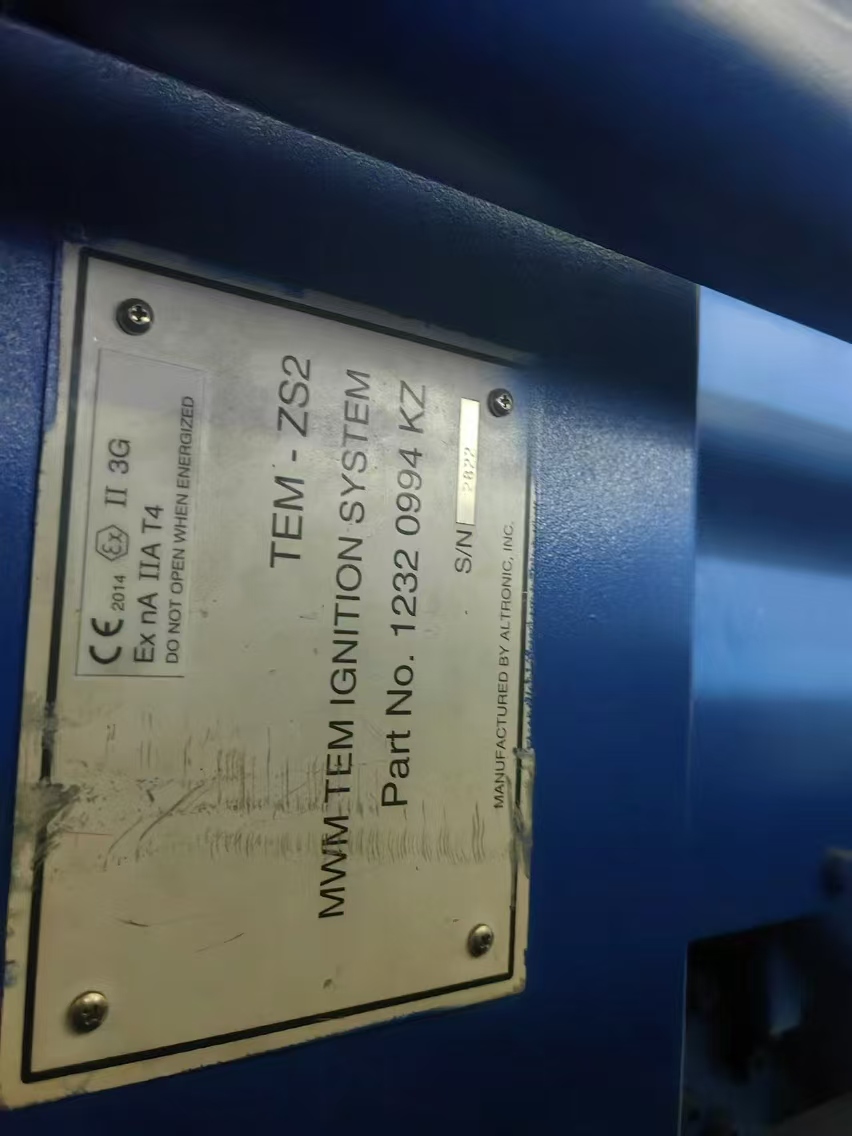 CE 2014 Ex II 3G
Ex nA IIA T4
DO NOT OPEN WHEN ENERGIZED
TEM - ZS2
MWM-TEM IGNITION SYSTEM
Part No. 1232 0994 KZ
S/N 2822
MANUFACTURED BY ALTRONIC, INC.